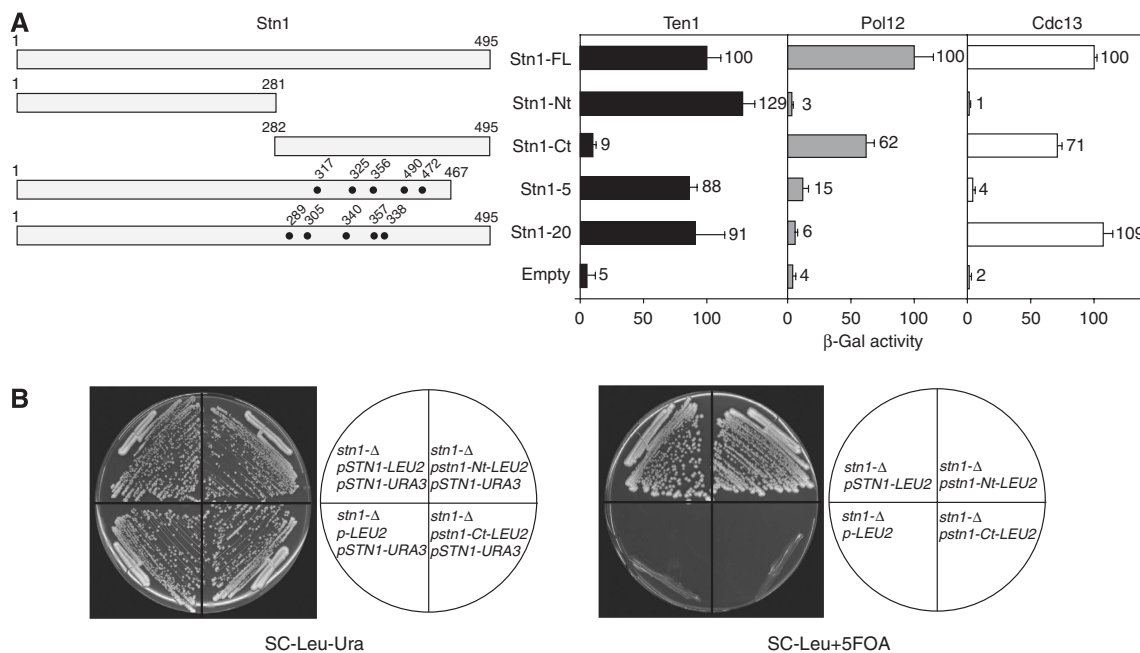 A
Stn1
Ten1
Pol12
Cdc13
1
495
Stn1-FL
100
100
100
1
281
Stn1-Nt
129
3
1
282
495
Stn1-Ct
9
62
71
1
317
325
356
490
472
467
Stn1-5
88
15
4
1
289
305
340
357
338
495
Stn1-20
91
6
109
Empty
5
4
2
0 50 100
0 50 100
0 50 100
β-Gal activity
B
stn1-Δ
pSTN1-LEU2
pSTN1-URA3
stn1-Δ
pstn1-Nt-LEU2
pSTN1-URA3
stn1-Δ
p-LEU2
pSTN1-URA3
stn1-Δ
pstn1-Ct-LEU2
pSTN1-URA3
SC-Leu-Ura
stn1-Δ
pSTN1-LEU2
stn1-Δ
pstn1-Nt-LEU2
stn1-Δ
p-LEU2
stn1-Δ
pstn1-Ct-LEU2
SC-Leu+5FOA